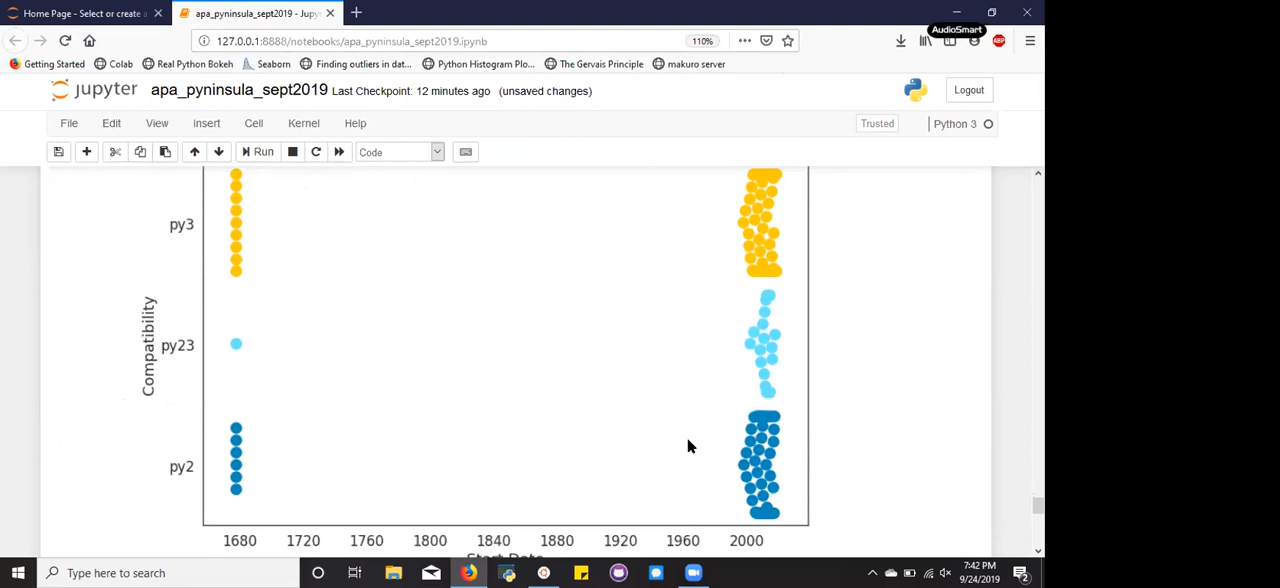 Home Page - Select or create a
apa_pyninsula_sept2019 - Jupy
AudioSmart
127.0.0.1:8888/notebooks/apa_pyninsula_sept2019.ipynb
110%
ABP
Getting Started
Colab
Real Python Bokeh
Seaborn
Finding outliers in dat...
Python Histogram Plo...
The Gervais Principle
makuro server
jupyter
apa_pyninsula_sept2019 Last Checkpoint: 12 minutes ago (unsaved changes)
Logout
File
Edit
View
Insert
Cell
Kernel
Help
Trusted
Python 3
Run
Code
py3
py23
py2
Compatibility
1680 1720 1760 1800 1840 1880 1920 1960 2000
Start Date
Type here to search
7:42 PM
9/24/2019
2